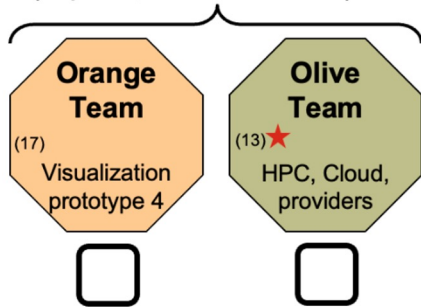 Orange
Team
(17)
Visualization
prototype 4
Olive
Team
(13)
HPC, Cloud,
providers